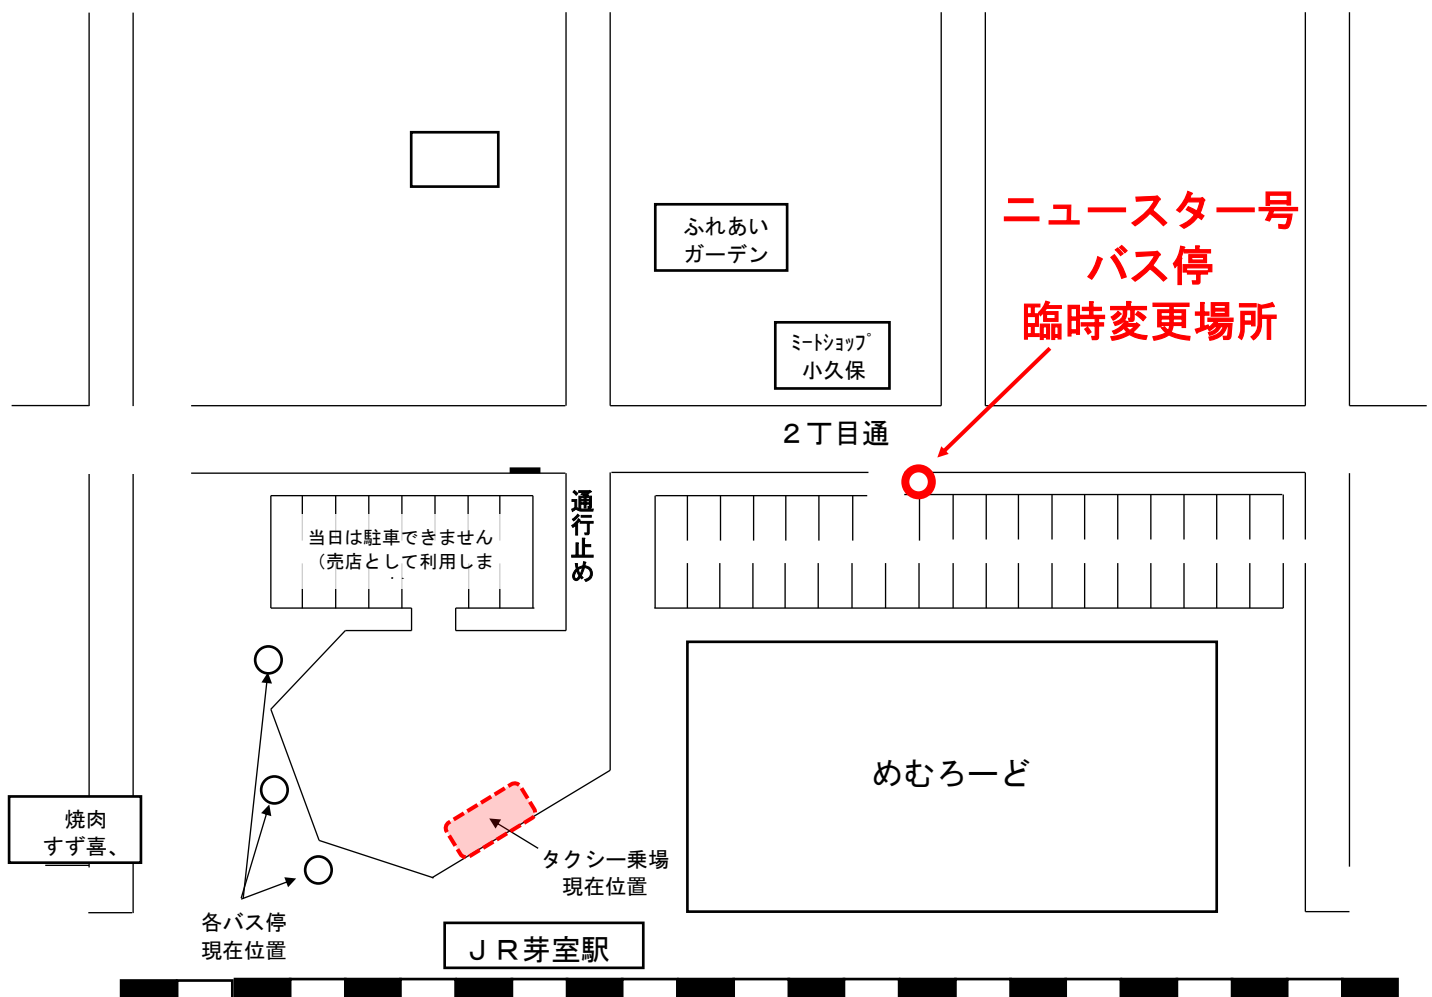 ニュースター号
バス停
臨時変更場所
ふれあい
ガーデン
ミートショップ
小久保
２丁目通
通行止め
当日は駐車できません
（売店として利用しま
めむろーど
焼肉
すず喜、
タクシー乗場
現在位置
各バス停
現在位置
ＪＲ芽室駅